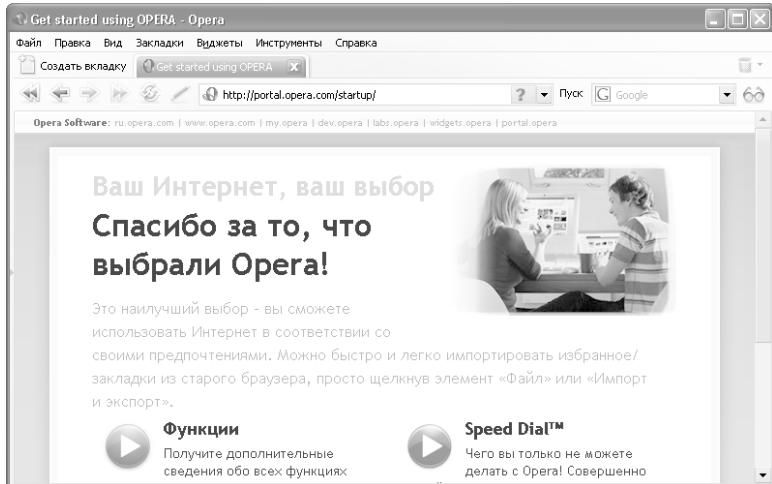 Get started using OPERA - Opera
Файл Правка Вид Закладки Виджеты Инструменты Справка
Создать вкладку Get started using OPERA
http://portal.opera.com/startup/ ? Пуск G Google
Opera Software: ru.opera.com | www.opera.com | my.opera | dev.opera | labs.opera | widgets.opera | portal.opera
Ваш Интернет, ваш выбор
Спасибо за то, что
выбрали Opera!
Это наилучший выбор - вы сможете
использовать Интернет в соответствии со
своими предпочтениями. Можно быстро и легко импортировать избранное/
закладки из старого браузера, просто щелкнув элемент «Файл» или «Импорт
и экспорт».
Функции
Получите дополнительные
сведения обо всех функциях
Speed Dial™
Чего вы только не можете
делать с Opera! Совершенно